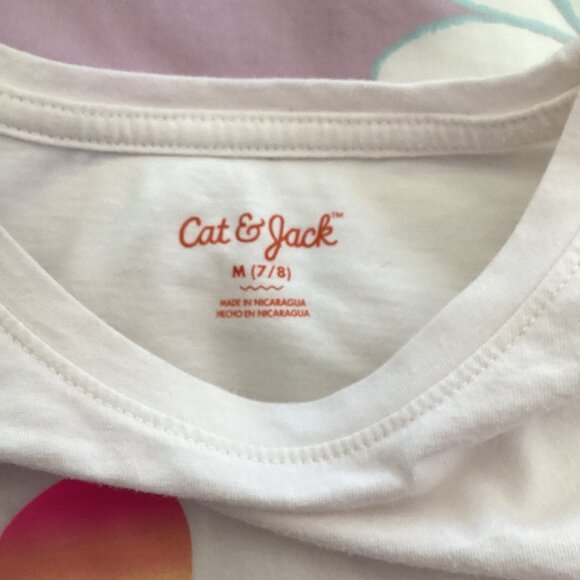 Cat & Jack™
M (7/8)
MADE IN NICARAGUA
HECHO EN NICARAGUA